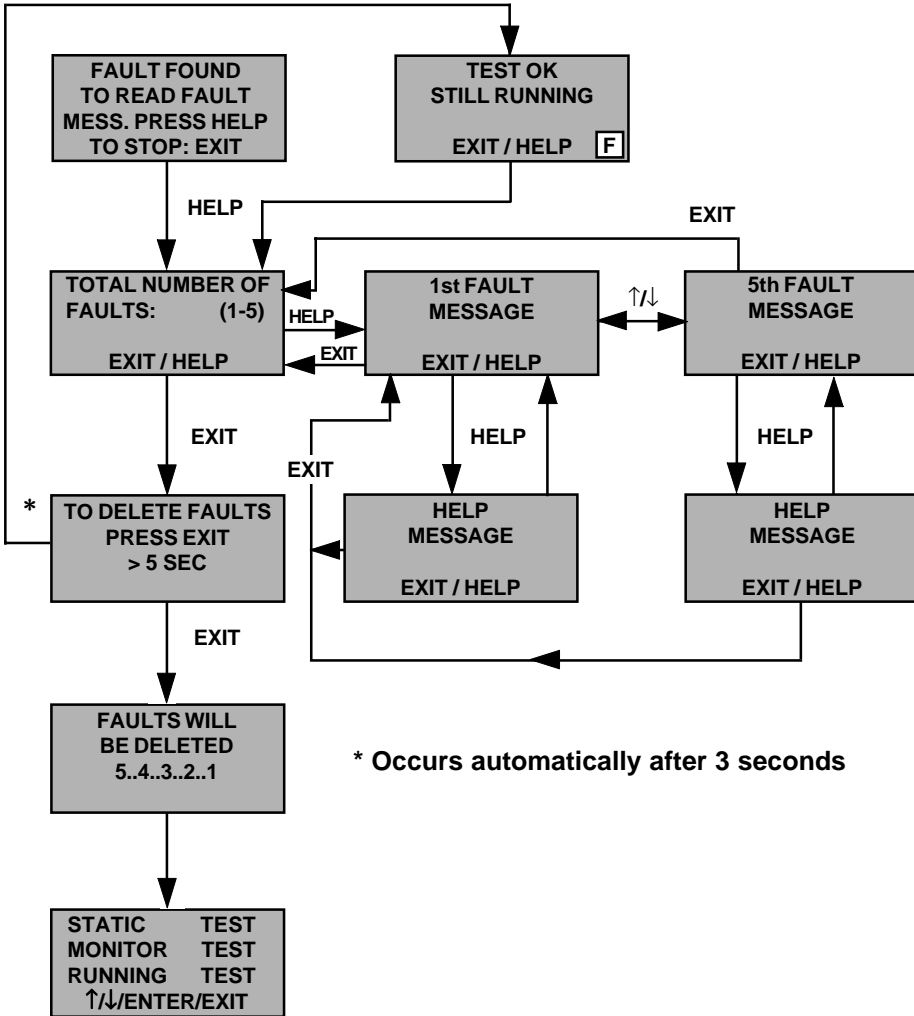 FAULT FOUND
TO READ FAULT
MESS. PRESS HELP
TO STOP: EXIT
TEST OK
STILL RUNNING
EXIT / HELP F
HELP
EXIT
TOTAL NUMBER OF
FAULTS: (1-5)
EXIT / HELP
HELP
EXIT
1st FAULT
MESSAGE
EXIT / HELP
↑/↓
5th FAULT
MESSAGE
EXIT / HELP
EXIT
EXIT
HELP
HELP
*
TO DELETE FAULTS
PRESS EXIT
> 5 SEC
HELP
MESSAGE
EXIT / HELP
HELP
MESSAGE
EXIT / HELP
EXIT
FAULTS WILL
BE DELETED
5..4..3..2..1
* Occurs automatically after 3 seconds
STATIC TEST
MONITOR TEST
RUNNING TEST
↑/↓/ENTER/EXIT